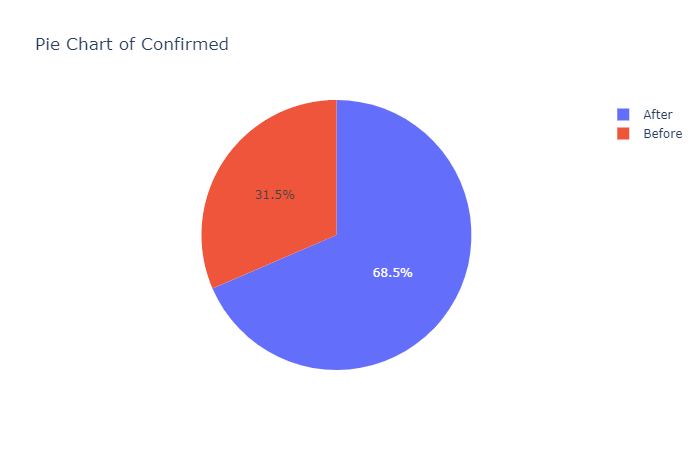 Pie Chart of Confirmed
After
Before
31.5%
68.5%